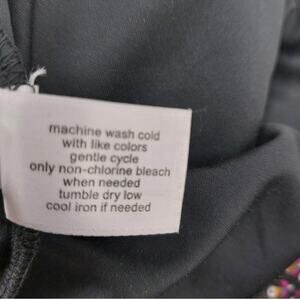 machine wash cold
with like colors
gentle cycle
only non-chlorine bleach
when needed
tumble dry low
cool iron if needed